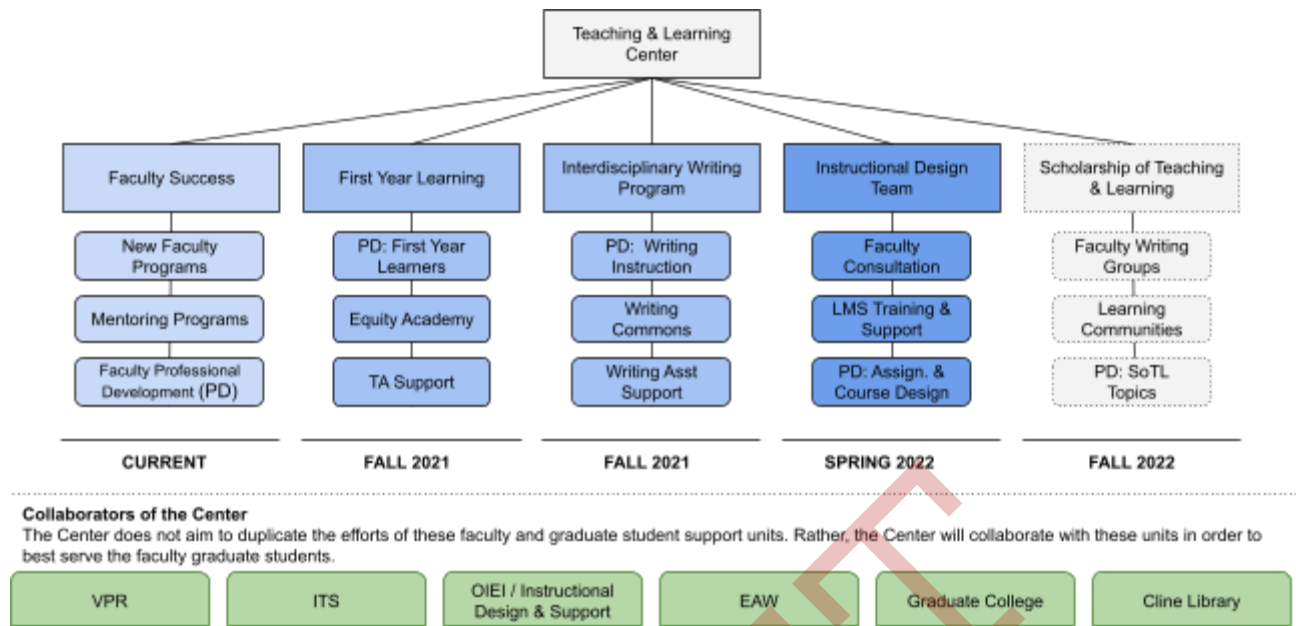 Teaching & Learning
Center
Faculty Success
First Year Learning
Interdisciplinary Writing
Program
Instructional Design
Team
Scholarship of Teaching
& Learning
New Faculty
Programs
PD: First Year
Learners
PD: Writing
Instruction
Faculty
Consultation
Faculty Writing
Groups
Mentoring Programs
Equity Academy
Writing
Commons
LMS Training &
Support
Learning
Communities
Faculty Professional
Development (PD)
TA Support
Writing Asst
Support
PD: Assign. &
Course Design
PD: SoTL
Topics
CURRENT
FALL 2021
FALL 2021
SPRING 2022
FALL 2022
Collaborators of the Center
The Center does not aim to duplicate the efforts of these faculty and graduate student support units. Rather, the Center will collaborate with these units in order to
best serve the faculty graduate students.
VPR
ITS
OIEI / Instructional
Design & Support
EAW
Graduate College
Cline Library